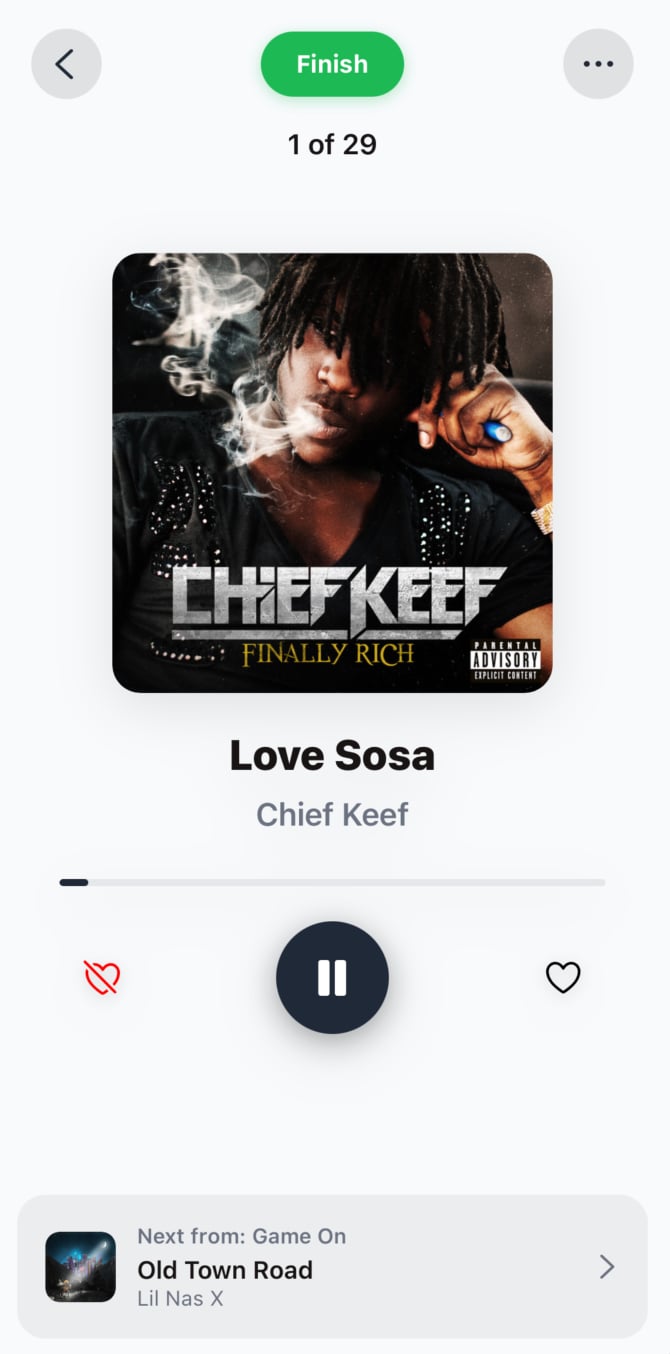 Finish
1 of 29
CHIEF KEEF
FINALLY RICH
PARENTAL
ADVISORY
EXPLICIT CONTENT
Love Sosa
Chief Keef
Next from: Game On
Old Town Road
Lil Nas X